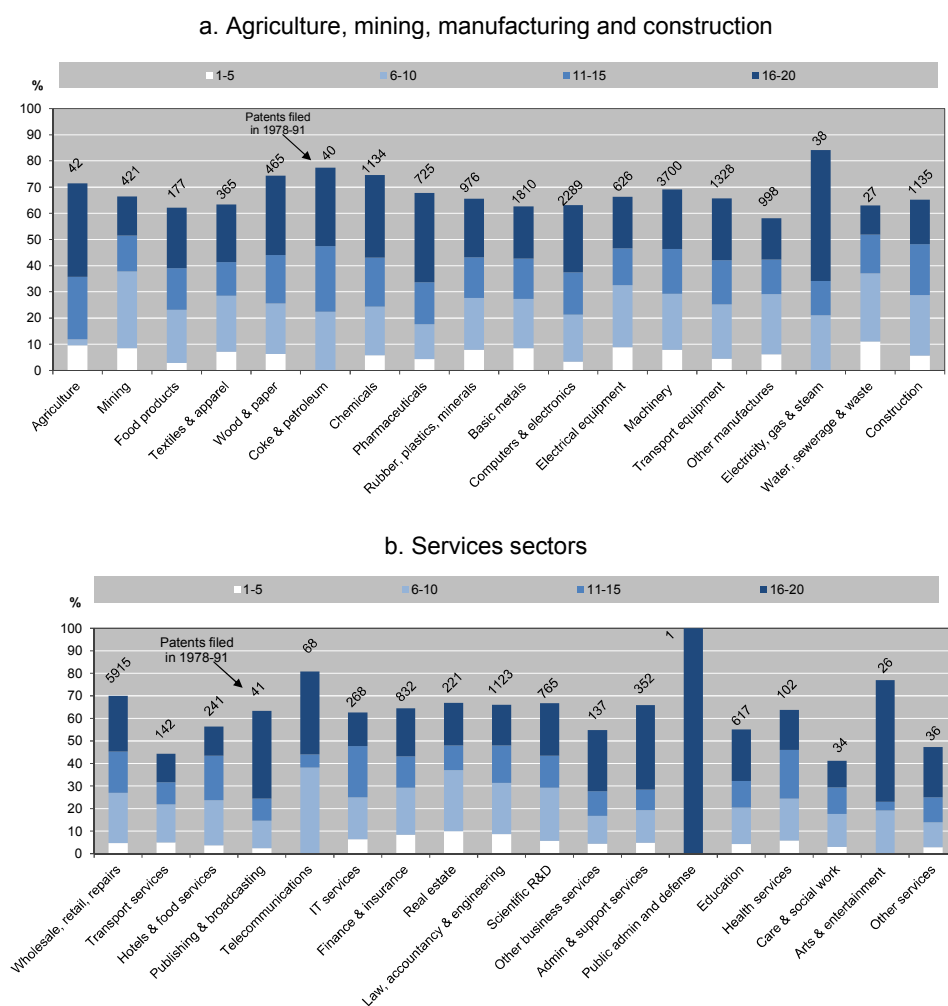 a. Agriculture, mining, manufacturing and construction
1-5 6-10 11-15 16-20
%
100
90
80
70
60
50
40
30
20
10
0
Patents filed
in 1978-91
42 421 177 365 465 40 1134 725 976 1810 2289 626 3700 1328 998 38 27 1135
Agriculture
Mining
Food products
Textiles & apparel
Wood & paper
Coke & petroleum
Chemicals
Pharmaceuticals
Rubber, plastics, minerals
Basic metals
Computers & electronics
Electrical equipment
Machinery
Transport equipment
Other manufactures
Electricity, gas & steam
Water, sewerage & waste
Construction
b. Services sectors
1-5 6-10 11-15 16-20
%
100
90
80
70
60
50
40
30
20
10
0
Patents filed
in 1978-91
5915 142 241 41 68 268 832 221 1123 765 137 352 1 617 102 34 26 36
Wholesale, retail, repairs
Transport services
Hotels & food services
Publishing & broadcasting
Telecommunications
IT services
Finance & insurance
Real estate
Law, accountancy & engineering
Scientific R&D
Other business services
Admin & support services
Public admin and defense
Education
Health services
Care & social work
Arts & entertainment
Other services